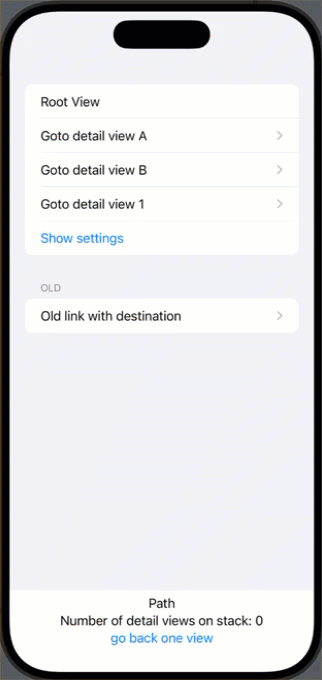 Root View
Goto detail view A
Goto detail view B
Goto detail view 1
Show settings
OLD
Old link with destination
Path
Number of detail views on stack: 0
go back one view